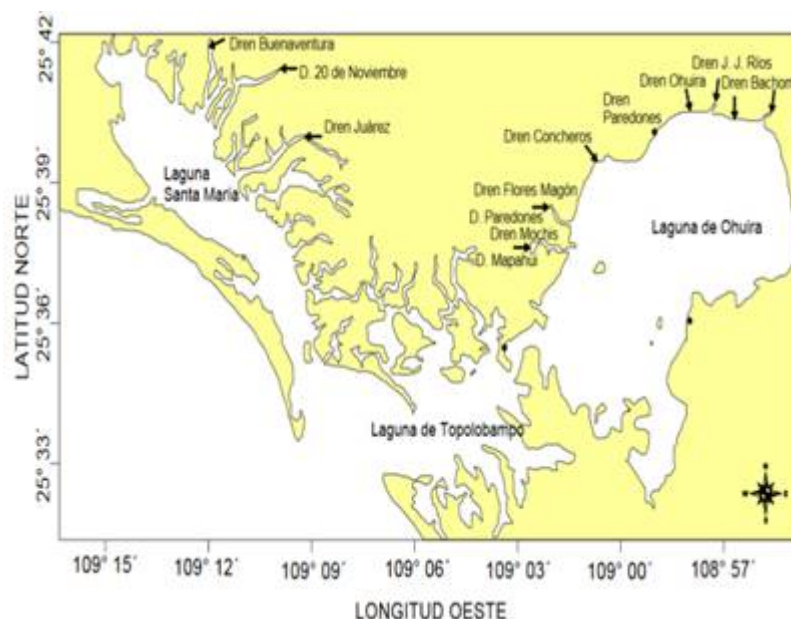 25° 42'
Dren Buenaventura
D. 20 de Noviembre
Dren J. J. Ríos
Dren Ohuira
Dren Bachom
Dren
Paredones
Dren Juárez
Dren Concheros
25° 39'
Laguna
Santa María
Dren Flores Magón
D. Paredones
Dren Mochis
D. Mapahui
Laguna de Ohuira
LATITUD NORTE
25° 36'
Laguna de Topolobampo
25° 33'
109° 15'
109° 12'
109° 09'
109° 06'
109° 03'
109° 00'
108° 57'
LONGITUD OESTE